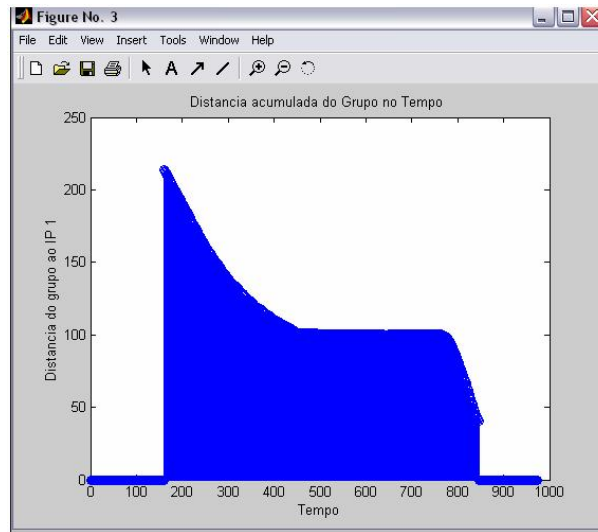 Figure No. 3
File Edit View Insert Tools Window Help
A
Distancia acumulada do Grupo no Tempo
250
200
150
100
50
0
Distancia do grupo ao IP 1
0 100 200 300 400 500 600 700 800 900 1000
Tempo